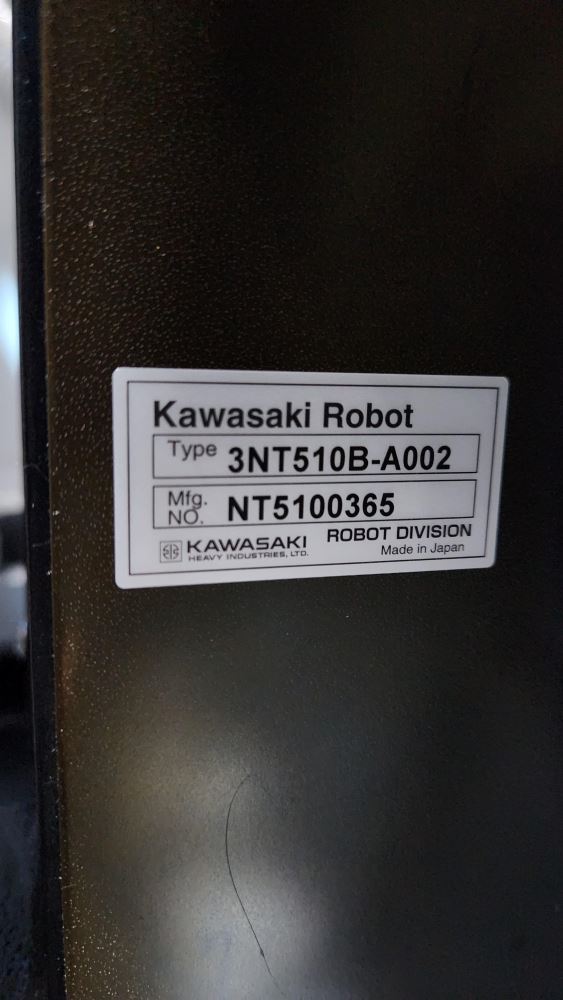 Kawasaki Robot
Type 3NT510B-A002
Mfg. NO. NT5100365
KAWASAKI ROBOT DIVISION
HEAVY INDUSTRIES, LTD. Made in Japan